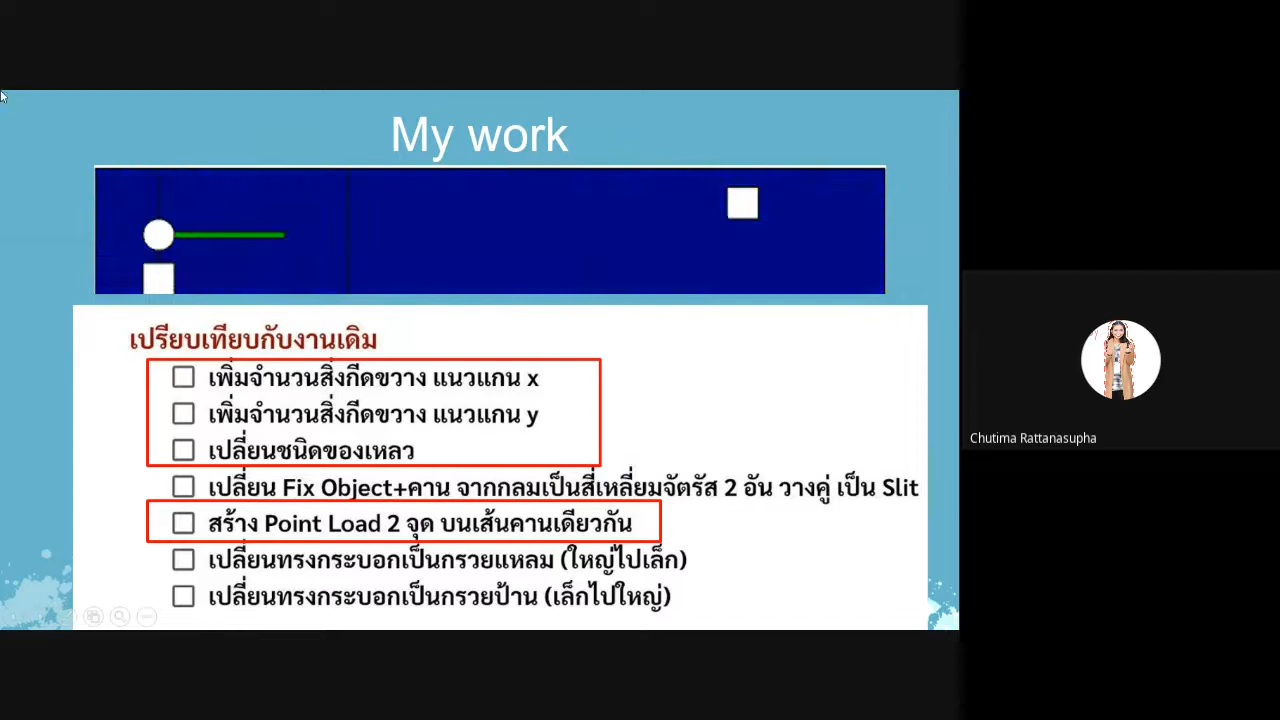 My work
เปรียบเทียบกับงานเดิม
เพิ่มจำนวนสิ่งกีดขวาง แนวแกน x
เพิ่มจำนวนสิ่งกีดขวาง แนวแกน y
เปลี่ยนชนิดของเหลว
เปลี่ยน Fix Object+คาน จากกลมเป็นสี่เหลี่ยมจัตรัส 2 อัน วางคู่ เป็น Slit
สร้าง Point Load 2 จุด บนเส้นคานเดียวกัน
เปลี่ยนทรงกระบอกเป็นกรวยแหลม (ใหญ่ไปเล็ก)
เปลี่ยนทรงกระบอกเป็นกรวยป้าน (เล็กไปใหญ่)
Chutima Rattanasupha